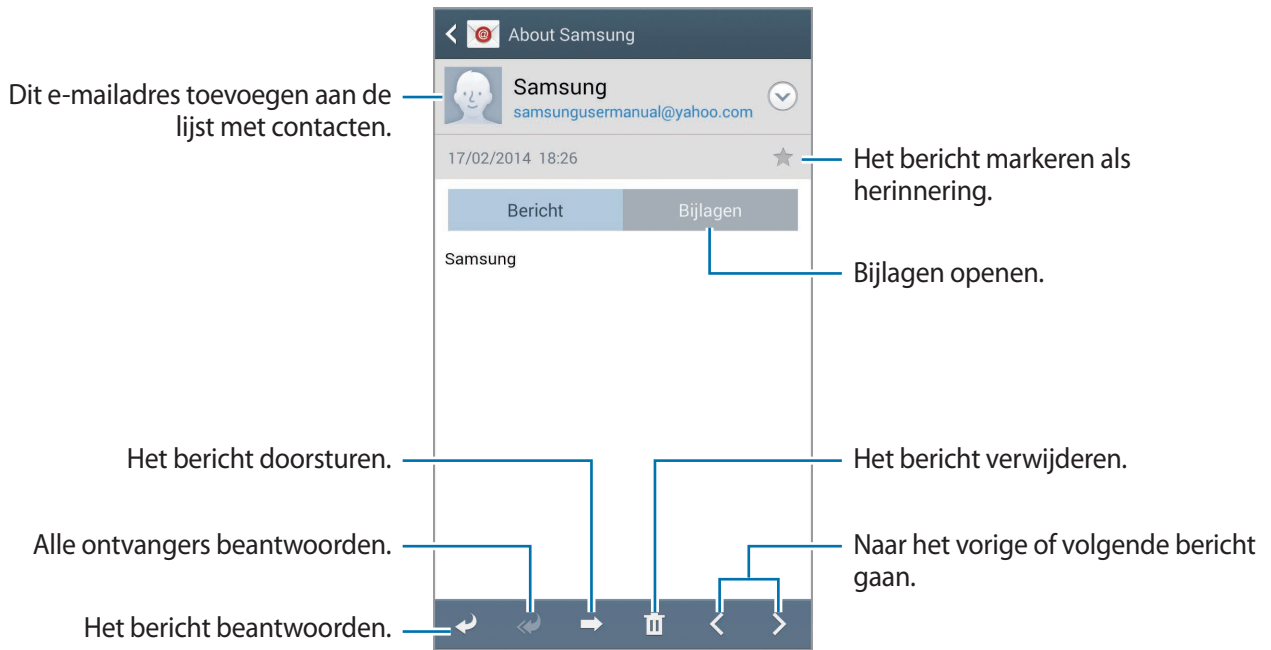 About Samsung
Dit e-mailadres toevoegen aan de
lijst met contacten.
Samsung
samsungusermanual@yahoo.com
17/02/2014 18:26
Het bericht markeren als
herinnering.
Bericht
Bijlagen
Samsung
Bijlagen openen.
Het bericht doorsturen.
Het bericht verwijderen.
Alle ontvangers beantwoorden.
Naar het vorige of volgende bericht
gaan.
Het bericht beantwoorden.